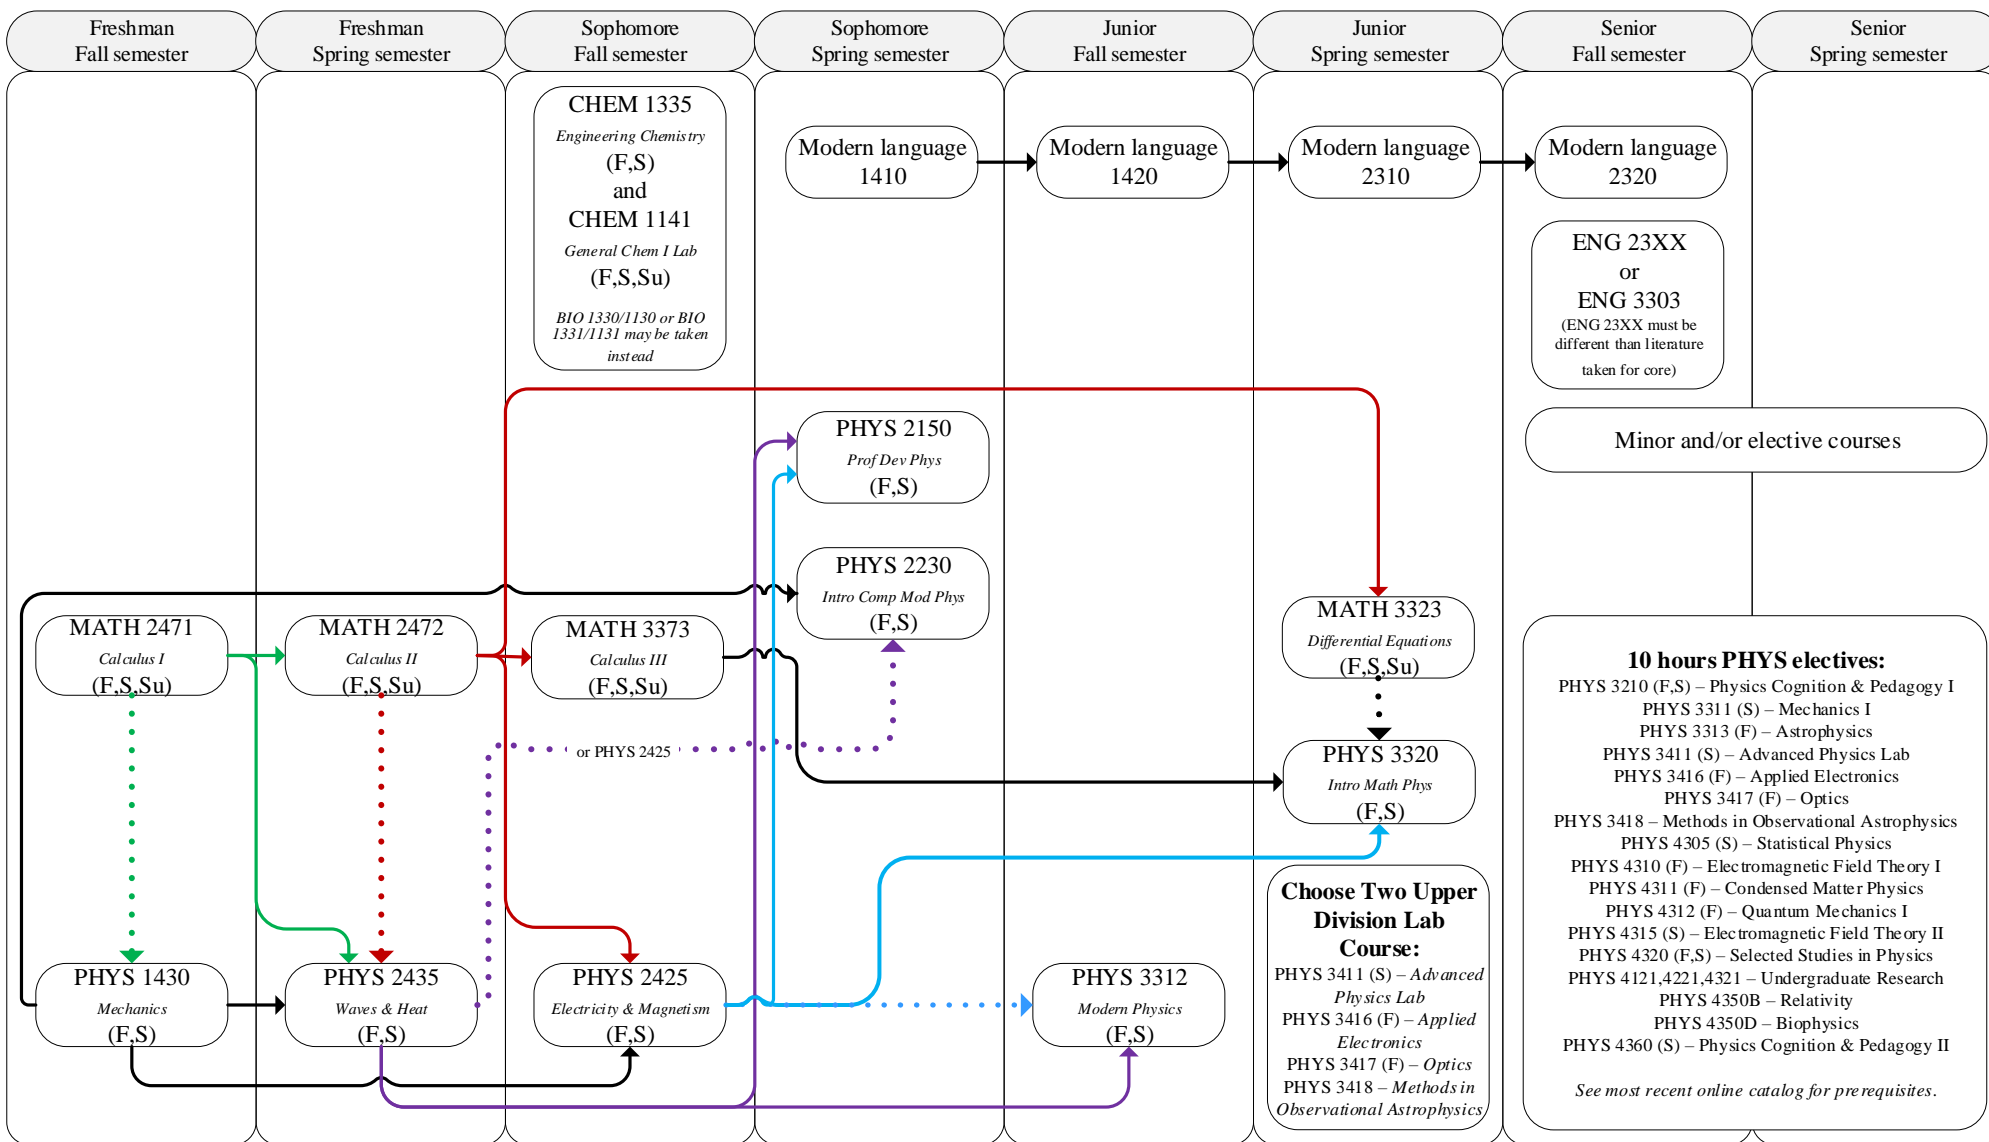 Freshman
Fall semester
Freshman
Spring semester
Sophomore
Fall semester
Sophomore
Spring semester
Junior
Fall semester
Junior
Spring semester
Senior
Fall semester
Senior
Spring semester
CHEM 1335
Engineering Chemistry
(F,S)
and
CHEM 1141
General Chem I Lab
(F,S,Su)
BIO 1330/1130 or BIO
1331/1131 may be taken
instead
Modern language
1410
Modern language
1420
Modern language
2310
Modern language
2320
ENG 23XX
or
ENG 3303
(ENG 23XX must be
different than literature
taken for core)
Minor and/or elective courses
PHYS 2150
Prof Dev Phys
(F,S)
PHYS 2230
Intro Comp Mod Phys
(F,S)
MATH 2471
Calculus I
(F,S,Su)
MATH 2472
Calculus II
(F,S,Su)
MATH 3373
Calculus III
(F,S,Su)
MATH 3323
Differential Equations
(F,S,Su)
or PHYS 2425
PHYS 3320
Intro Math Phys
(F,S)
PHYS 1430
Mechanics
(F,S)
PHYS 2435
Waves & Heat
(F,S)
PHYS 2425
Electricity & Magnetism
(F,S)
PHYS 3312
Modern Physics
(F,S)
Choose Two Upper
Division Lab
Course:
PHYS 3411 (S) – Advanced
Physics Lab
PHYS 3416 (F) – Applied
Electronics
PHYS 3417 (F) – Optics
PHYS 3418 – Methods in
Observational Astrophysics
10 hours PHYS electives:
PHYS 3210 (F,S) – Physics Cognition & Pedagogy I
PHYS 3311 (S) – Mechanics I
PHYS 3313 (F) – Astrophysics
PHYS 3411 (S) – Advanced Physics Lab
PHYS 3416 (F) – Applied Electronics
PHYS 3417 (F) – Optics
PHYS 3418 – Methods in Observational Astrophysics
PHYS 4305 (S) – Statistical Physics
PHYS 4310 (F) – Electromagnetic Field Theory I
PHYS 4311 (F) – Condensed Matter Physics
PHYS 4312 (F) – Quantum Mechanics I
PHYS 4315 (S) – Electromagnetic Field Theory II
PHYS 4320 (F,S) – Selected Studies in Physics
PHYS 4121,4221,4321 – Undergraduate Research
PHYS 4350B – Relativity
PHYS 4350D – Biophysics
PHYS 4360 (S) – Physics Cognition & Pedagogy II
See most recent online catalog for prerequisites.